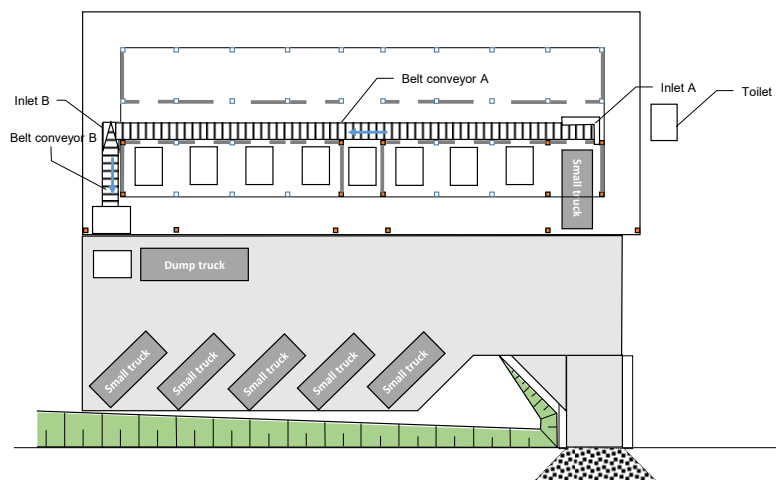 Belt conveyor A
Inlet A
Toilet
Inlet B
Belt conveyor B
Small truck
Dump truck
Small truck
Small truck
Small truck
Small truck
Small truck